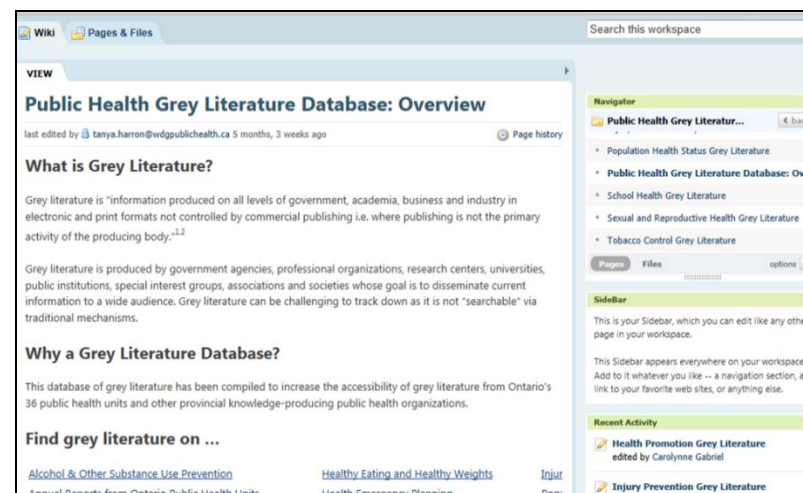 Wiki
Pages & Files
Search this workspace
VIEW
Public Health Grey Literature Database: Overview
last edited by tanya.harron@wdgpublichealth.ca 5 months, 3 weeks ago
Page history
What is Grey Literature?
Grey literature is "information produced on all levels of government, academia, business and industry in
electronic and print formats not controlled by commercial publishing i.e. where publishing is not the primary
activity of the producing body."1,2
Grey literature is produced by government agencies, professional organizations, research centers, universities,
public institutions, special interest groups, associations and societies whose goal is to disseminate current
information to a wide audience. Grey literature can be challenging to track down as it is not "searchable" via
traditional mechanisms.
Why a Grey Literature Database?
This database of grey literature has been compiled to increase the accessibility of grey literature from Ontario's
36 public health units and other provincial knowledge-producing public health organizations.
Find grey literature on ...
Alcohol & Other Substance Use Prevention
Healthy Eating and Healthy Weights
Injur
Annual Reports from Ontario Public Health Units
Health Emergency Planning
Navigator
Public Health Grey Literatur...
Population Health Status Grey Literature
Public Health Grey Literature Database: Ov
School Health Grey Literature
Sexual and Reproductive Health Grey Literature
Tobacco Control Grey Literature
Pages
Files
options
SideBar
This is your Sidebar, which you can edit like any othe
page in your workspace.
This Sidebar appears everywhere on your workspace
Add to it whatever you like -- a navigation section, a
link to your favorite web sites, or anything else.
Recent Activity
Health Promotion Grey Literature
edited by Carolynne Gabriel
Injury Prevention Grey Literature